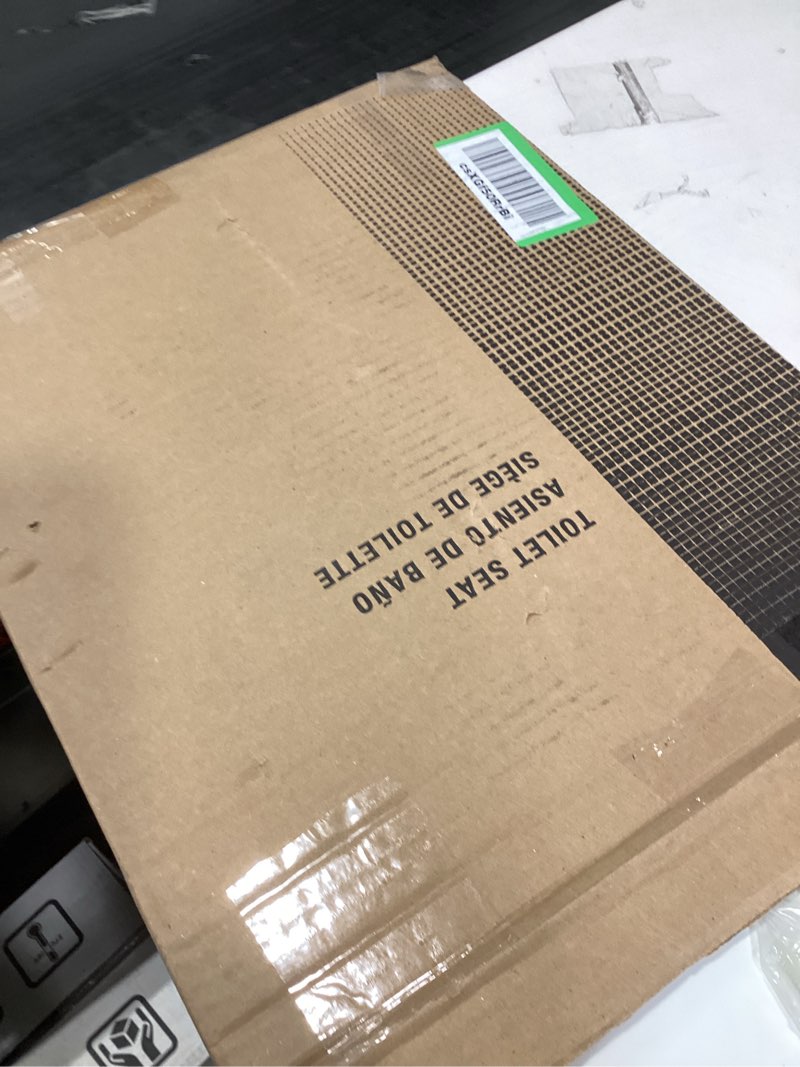 TOILET SEAT
ASIENTO DE BAÑO
SIÈGE DE TOILETTE